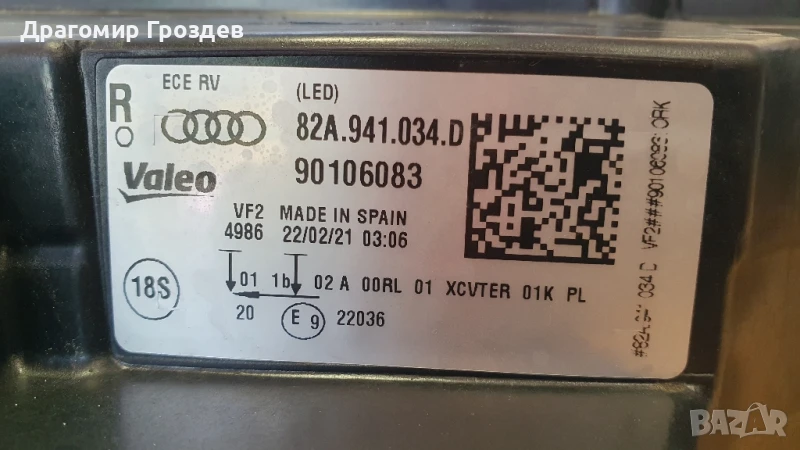 Драгомир Гроздев
ECE RV
(LED)
R
82A.941.034.D
Valeo
90106083
VF2 MADE IN SPAIN
4986 22/02/21 03:06
18S
01 1b 02 A 00RL 01 XCVTER 01K PL
20 E 9 22036
BAZAR